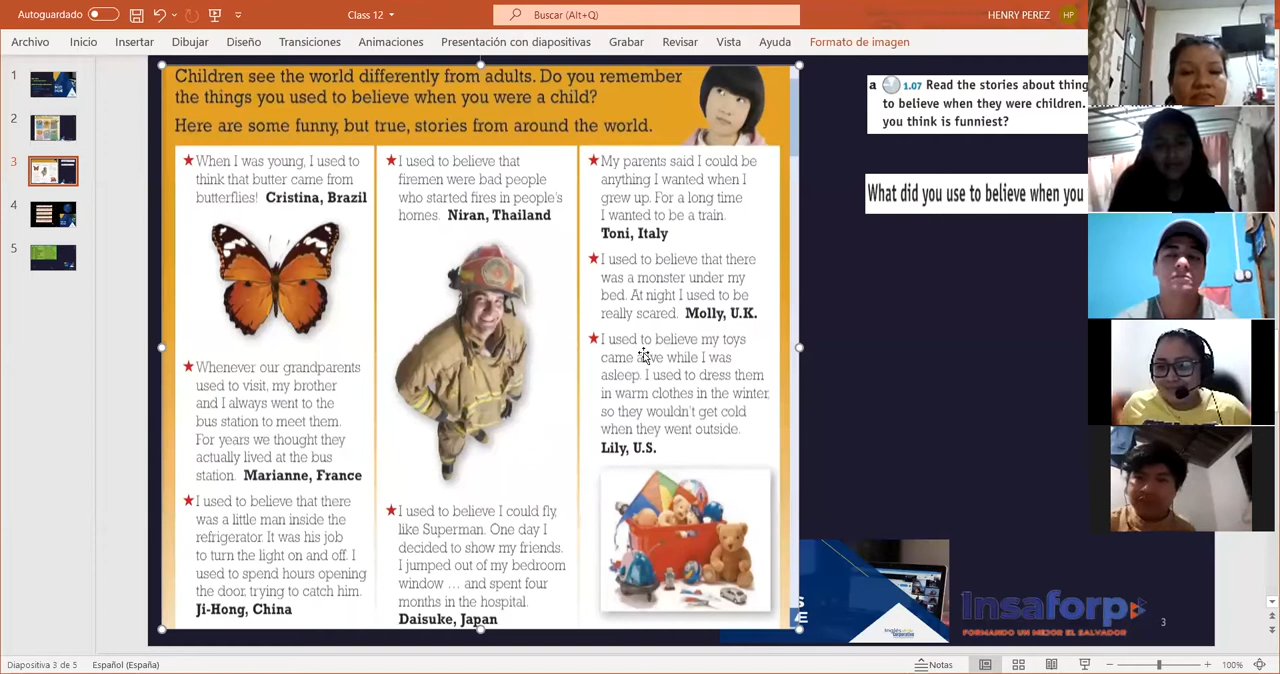 Autoguardado
Class 12
Buscar (Alt+Q)
HENRY PEREZ
HP
Archivo
Inicio
Insertar
Dibujar
Diseño
Transiciones
Animaciones
Presentación con diapositivas
Grabar
Revisar
Vista
Ayuda
Formato de imagen
1
2
3
4
5
Children see the world differently from adults. Do you remember
the things you used to believe when you were a child?
Here are some funny, but true, stories from around the world.
When I was young, I used to
think that butter came from
butterflies! Cristina, Brazil
Whenever our grandparents
used to visit, my brother
and I always went to the
bus station to meet them.
For years we thought they
actually lived at the bus
station. Marianne, France
I used to believe that there
was a little man inside the
refrigerator. It was his job
to turn the light on and off. I
used to spend hours opening
the door, trying to catch him.
Ji-Hong, China
I used to believe that
firemen were bad people
who started fires in people's
homes. Niran, Thailand
I used to believe I could fly,
like Superman. One day I
decided to show my friends.
I jumped out of my bedroom
window ... and spent four
months in the hospital.
Daisuke, Japan
My parents said I could be
anything I wanted when I
grew up. For a long time
I wanted to be a train.
Toni, Italy
I used to believe that there
was a monster under my
bed. At night I used to be
really scared. Molly, U.K.
I used to believe my toys
came alive while I was
asleep. I used to dress them
in warm clothes in the winter,
so they wouldn't get cold
when they went outside.
Lily, U.S.
a 1.07 Read the stories about thing
to believe when they were children.
you think is funniest?
What did you use to believe when you
Insaforp
FORMANDO UN MEJOR EL SALVADOR
3
Diapositiva 3 de 5
Español (España)
Notas
100%